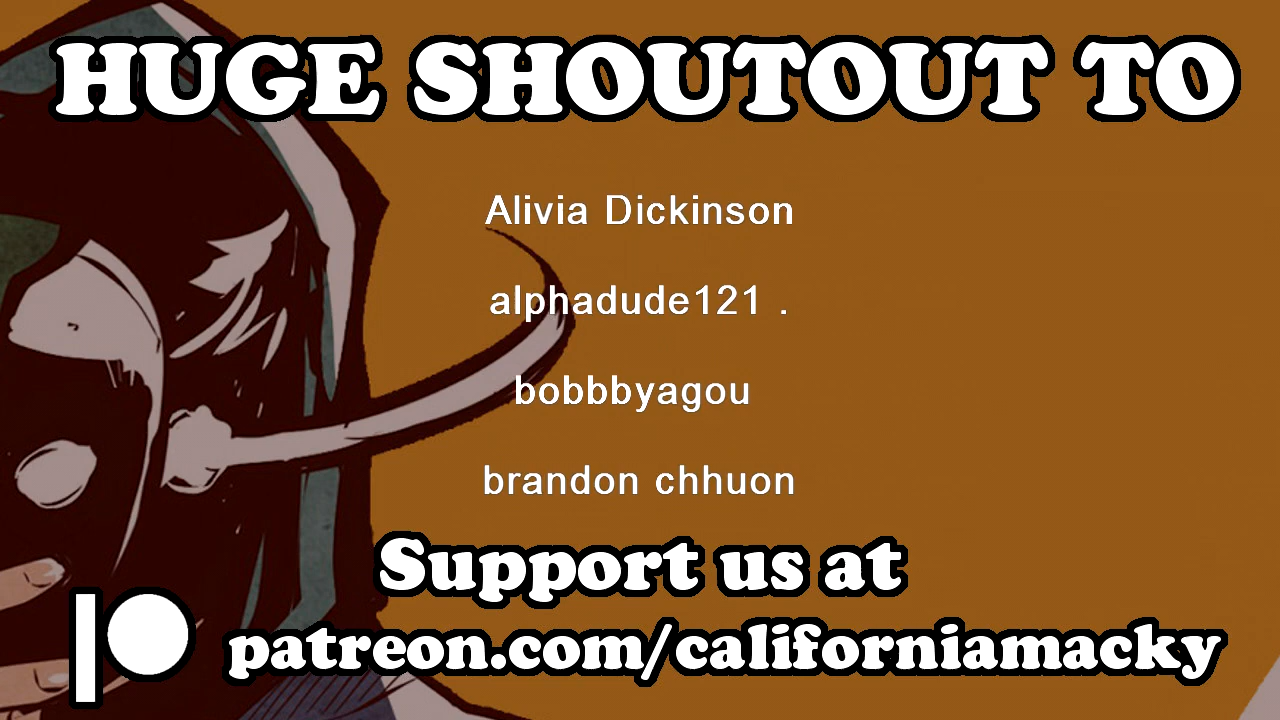 HUGE SHOUTOUT TO
Alivia Dickinson
alphadude121 .
bobbbyagou
brandon chhuon
Support us at
patreon.com/californiamacky